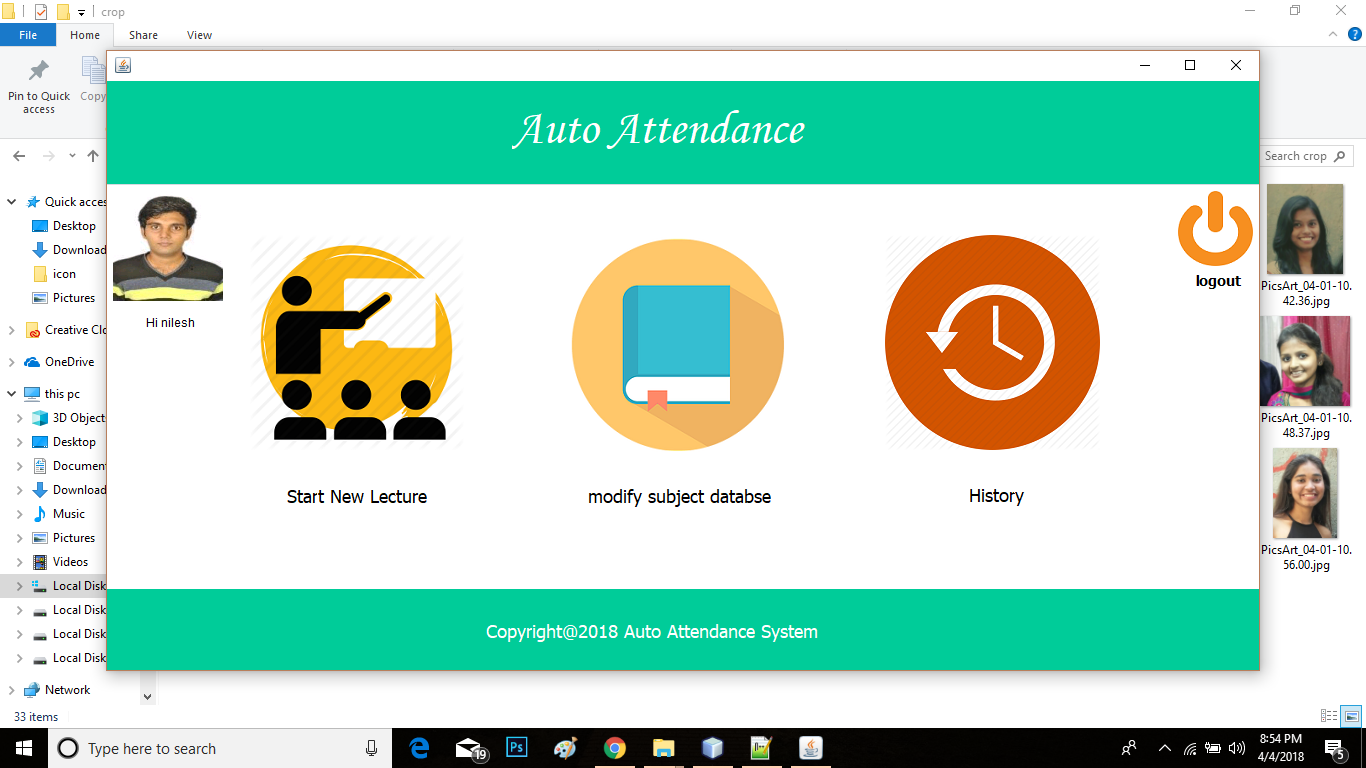 crop
File Home Share View
Pin to Quick access
Copy
Search crop
Auto Attendance
Hi nilesh
logout
Start New Lecture
modify subject databse
History
Copyright@2018 Auto Attendance System
Quick acces
Desktop
Download
icon
Pictures
Creative Clo
OneDrive
this pc
3D Object
Desktop
Document
Download
Music
Pictures
Videos
Local Disk
Local Disk
Local Disk
Local Disk
Network
PicsArt_04-01-10.
42.36.jpg
PicsArt_04-01-10.
48.37.jpg
PicsArt_04-01-10.
56.00.jpg
33 items
Type here to search
19
Ps
8:54 PM
4/4/2018
5